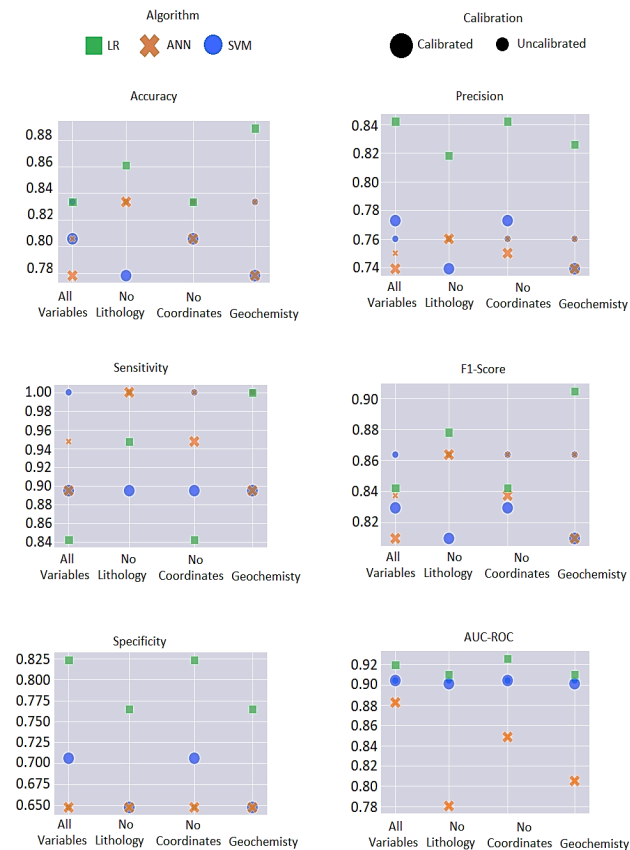 Algorithm
Calibration
LR
ANN
SVM
Calibrated
Uncalibrated
Accuracy
0.88
0.86
0.84
0.82
0.80
0.78
All
Variables
No
Lithology
No
Coordinates
Geochemisty
Precision
0.84
0.82
0.80
0.78
0.76
0.74
All
Variables
No
Lithology
No
Coordinates
Geochemisty
Sensitivity
1.00
0.98
0.96
0.94
0.92
0.90
0.88
0.86
0.84
All
Variables
No
Lithology
No
Coordinates
Geochemisty
F1-Score
0.90
0.88
0.86
0.84
0.82
All
Variables
No
Lithology
No
Coordinates
Geochemisty
Specificity
0.825
0.800
0.775
0.750
0.725
0.700
0.675
0.650
All
Variables
No
Lithology
No
Coordinates
Geochemisty
AUC-ROC
0.92
0.90
0.88
0.86
0.84
0.82
0.80
0.78
All
Variables
No
Lithology
No
Coordinates
Geochemisty